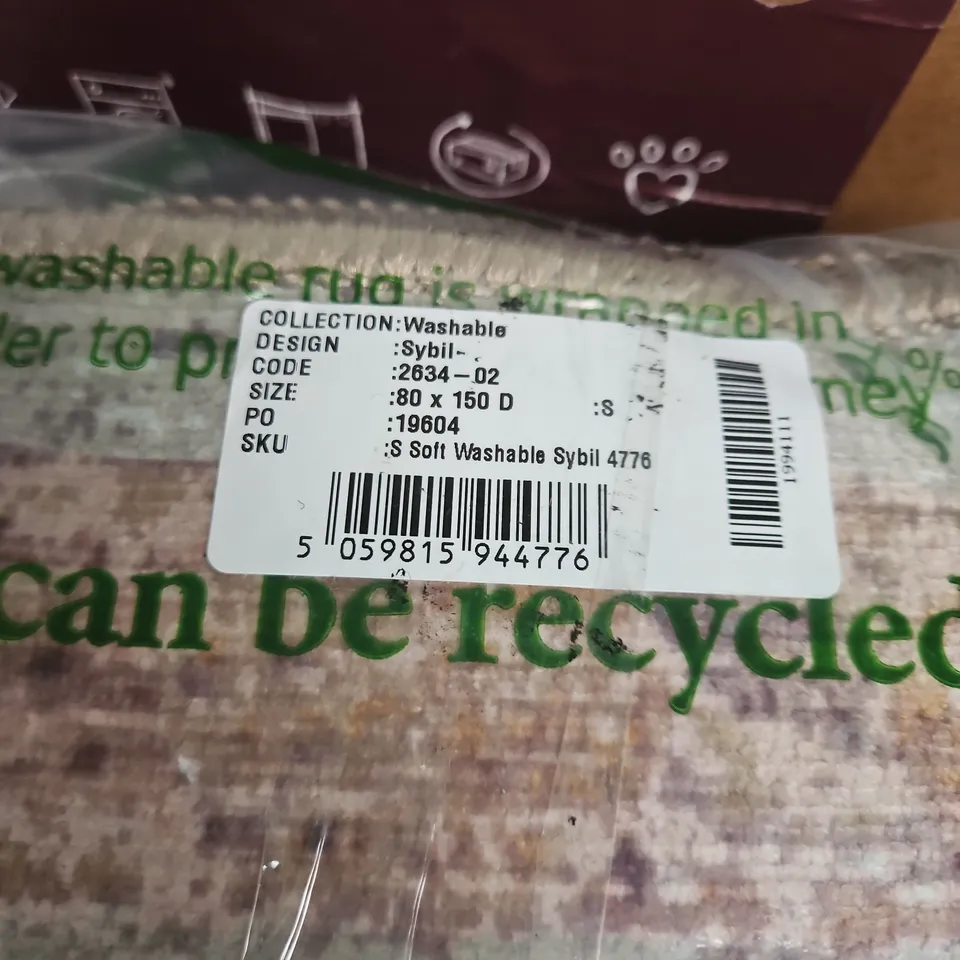 washable rug is wrapped in
der to pr
ney
%
COLLECTION:Washable
DESIGN :Sybil-
CODE :2634-02
SIZE :80 x 150 D :S
PO :19604
SKU :S Soft Washable Sybil 4776
5 059815 944776
1994111
can be recycled